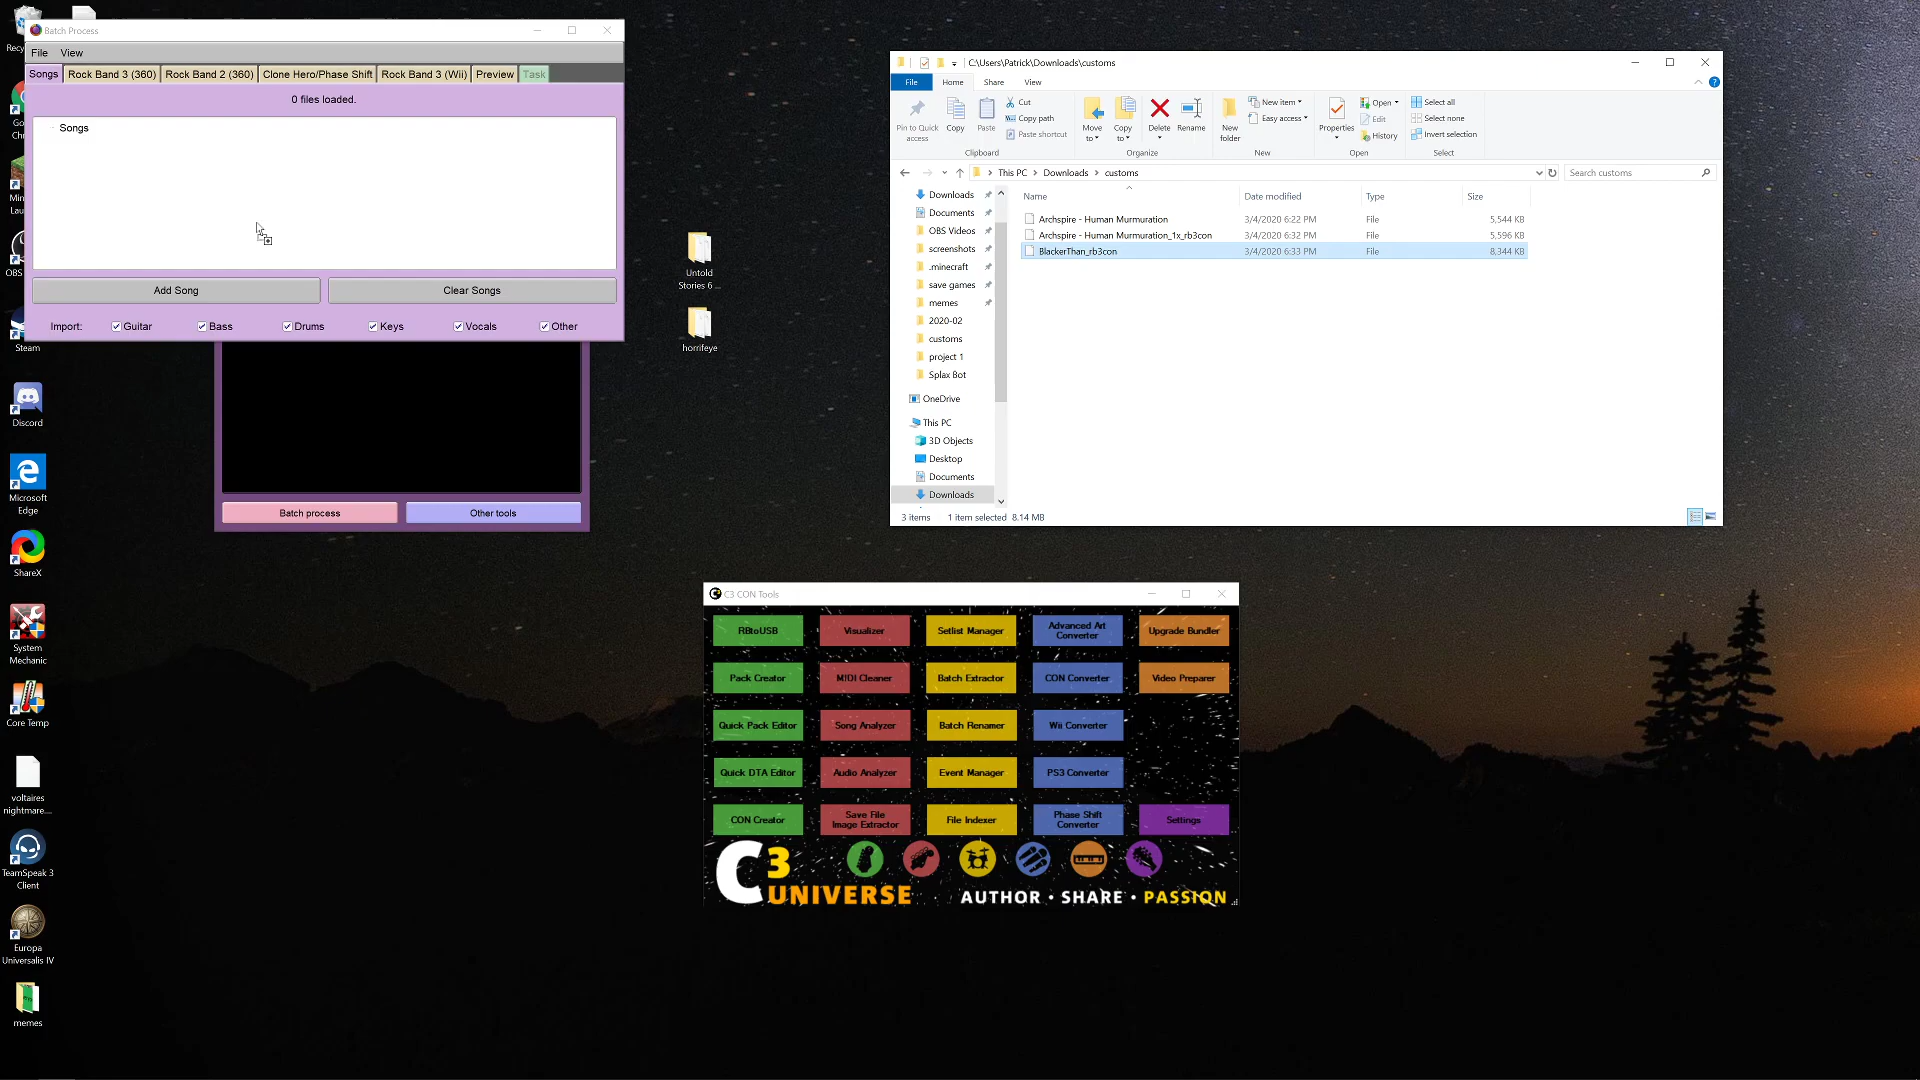 Batch Process
File View
Songs Rock Band 3 (360) Rock Band 2 (360) Clone Hero/Phase Shift Rock Band 3 (Wii) Preview Task
0 files loaded.
Songs
Add Song Clear Songs
Import: Guitar Bass Drums Keys Vocals Other
Batch process Other tools
Steam
Discord
Microsoft
Edge
ShareX
System
Mechanic
Core Temp
voltaires
nightmare....
TeamSpeak 3
Client
Europa
Universalis IV
memes
Untold
Stories 6 ...
horrifeye
C:\Users\Patrick\Downloads\customs
File Home Share View
Pin to Quick
access
Copy
Paste
Cut
Copy path
Paste shortcut
Clipboard
Move
to
Copy
to
Delete
Rename
Organize
New
folder
New item
Easy access
New
Properties
Open
Edit
History
Open
Select all
Select none
Invert selection
Select
This PC Downloads customs
Search customs
Name Date modified Type Size
Archspire - Human Murmuration 3/4/2020 6:22 PM File 5,544 KB
Archspire - Human Murmuration_1x_rb3con 3/4/2020 6:32 PM File 5,596 KB
BlackerThan_rb3con 3/4/2020 6:33 PM File 8,344 KB
Downloads
Documents
OBS Videos
screenshots
.minecraft
save games
memes
2020-02
customs
project 1
Splax Bot
OneDrive
This PC
3D Objects
Desktop
Documents
Downloads
3 items 1 item selected 8.14 MB
C3 CON Tools
RBtoUSB Visualizer Setlist Manager Advanced Art Converter Upgrade Bundler
Pack Creator MIDI Cleaner Batch Extractor CON Converter Video Preparer
Quick Pack Editor Song Analyzer Batch Renamer Wii Converter
Quick DTA Editor Audio Analyzer Event Manager PS3 Converter
CON Creator Save File Image Extractor File Indexer Phase Shift Converter Settings
C3 UNIVERSE
AUTHOR • SHARE • PASSION